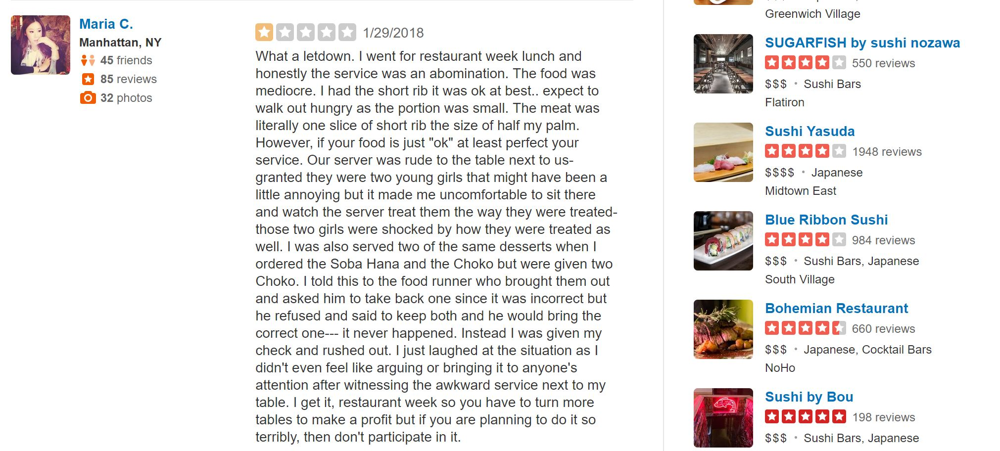 Maria C.
Manhattan, NY
45 friends
85 reviews
32 photos
1/29/2018
What a letdown. I went for restaurant week lunch and
honestly the service was an abomination. The food was
mediocre. I had the short rib it was ok at best.. expect to
walk out hungry as the portion was small. The meat was
literally one slice of short rib the size of half my palm.
However, if your food is just "ok" at least perfect your
service. Our server was rude to the table next to us-
granted they were two young girls that might have been a
little annoying but it made me uncomfortable to sit there
and watch the server treat them the way they were treated-
those two girls were shocked by how they were treated as
well. I was also served two of the same desserts when I
ordered the Soba Hana and the Choko but were given two
Choko. I told this to the food runner who brought them out
and asked him to take back one since it was incorrect but
he refused and said to keep both and he would bring the
correct one--- it never happened. Instead I was given my
check and rushed out. I just laughed at the situation as I
didn't even feel like arguing or bringing it to anyone's
attention after witnessing the awkward service next to my
table. I get it, restaurant week so you have to turn more
tables to make a profit but if you are planning to do it so
terribly, then don't participate in it.
Greenwich Village
SUGARFISH by sushi nozawa
550 reviews
$$$ • Sushi Bars
Flatiron
Sushi Yasuda
1948 reviews
$$$$ • Japanese
Midtown East
Blue Ribbon Sushi
984 reviews
$$$ • Sushi Bars, Japanese
South Village
Bohemian Restaurant
660 reviews
$$$ • Japanese, Cocktail Bars
NoHo
Sushi by Bou
198 reviews
$$$ • Sushi Bars, Japanese